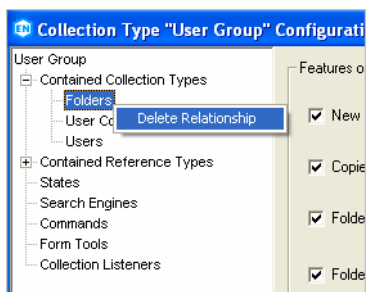 EN Collection Type "User Group" Configurati
User Group
Features o
Contained Collection Types
Folders
New
User Co
Delete Relationship
Users
Contained Reference Types
Copie
States
Search Engines
Folde
Commands
Form Tools
Collection Listeners
Folde